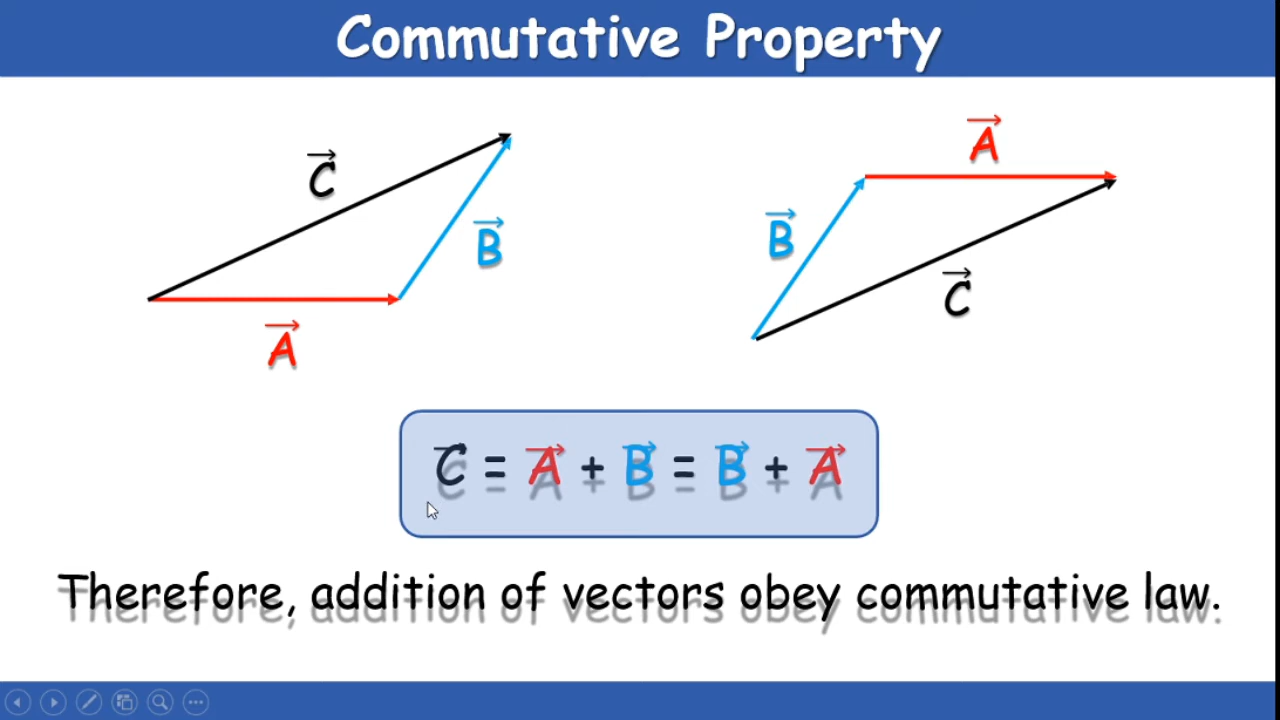 Commutative Property
C⃗
B⃗
A⃗
A⃗
B⃗
C⃗
C⃗ = A⃗ + B⃗ = B⃗ + A⃗
Therefore, addition of vectors obey commutative law.